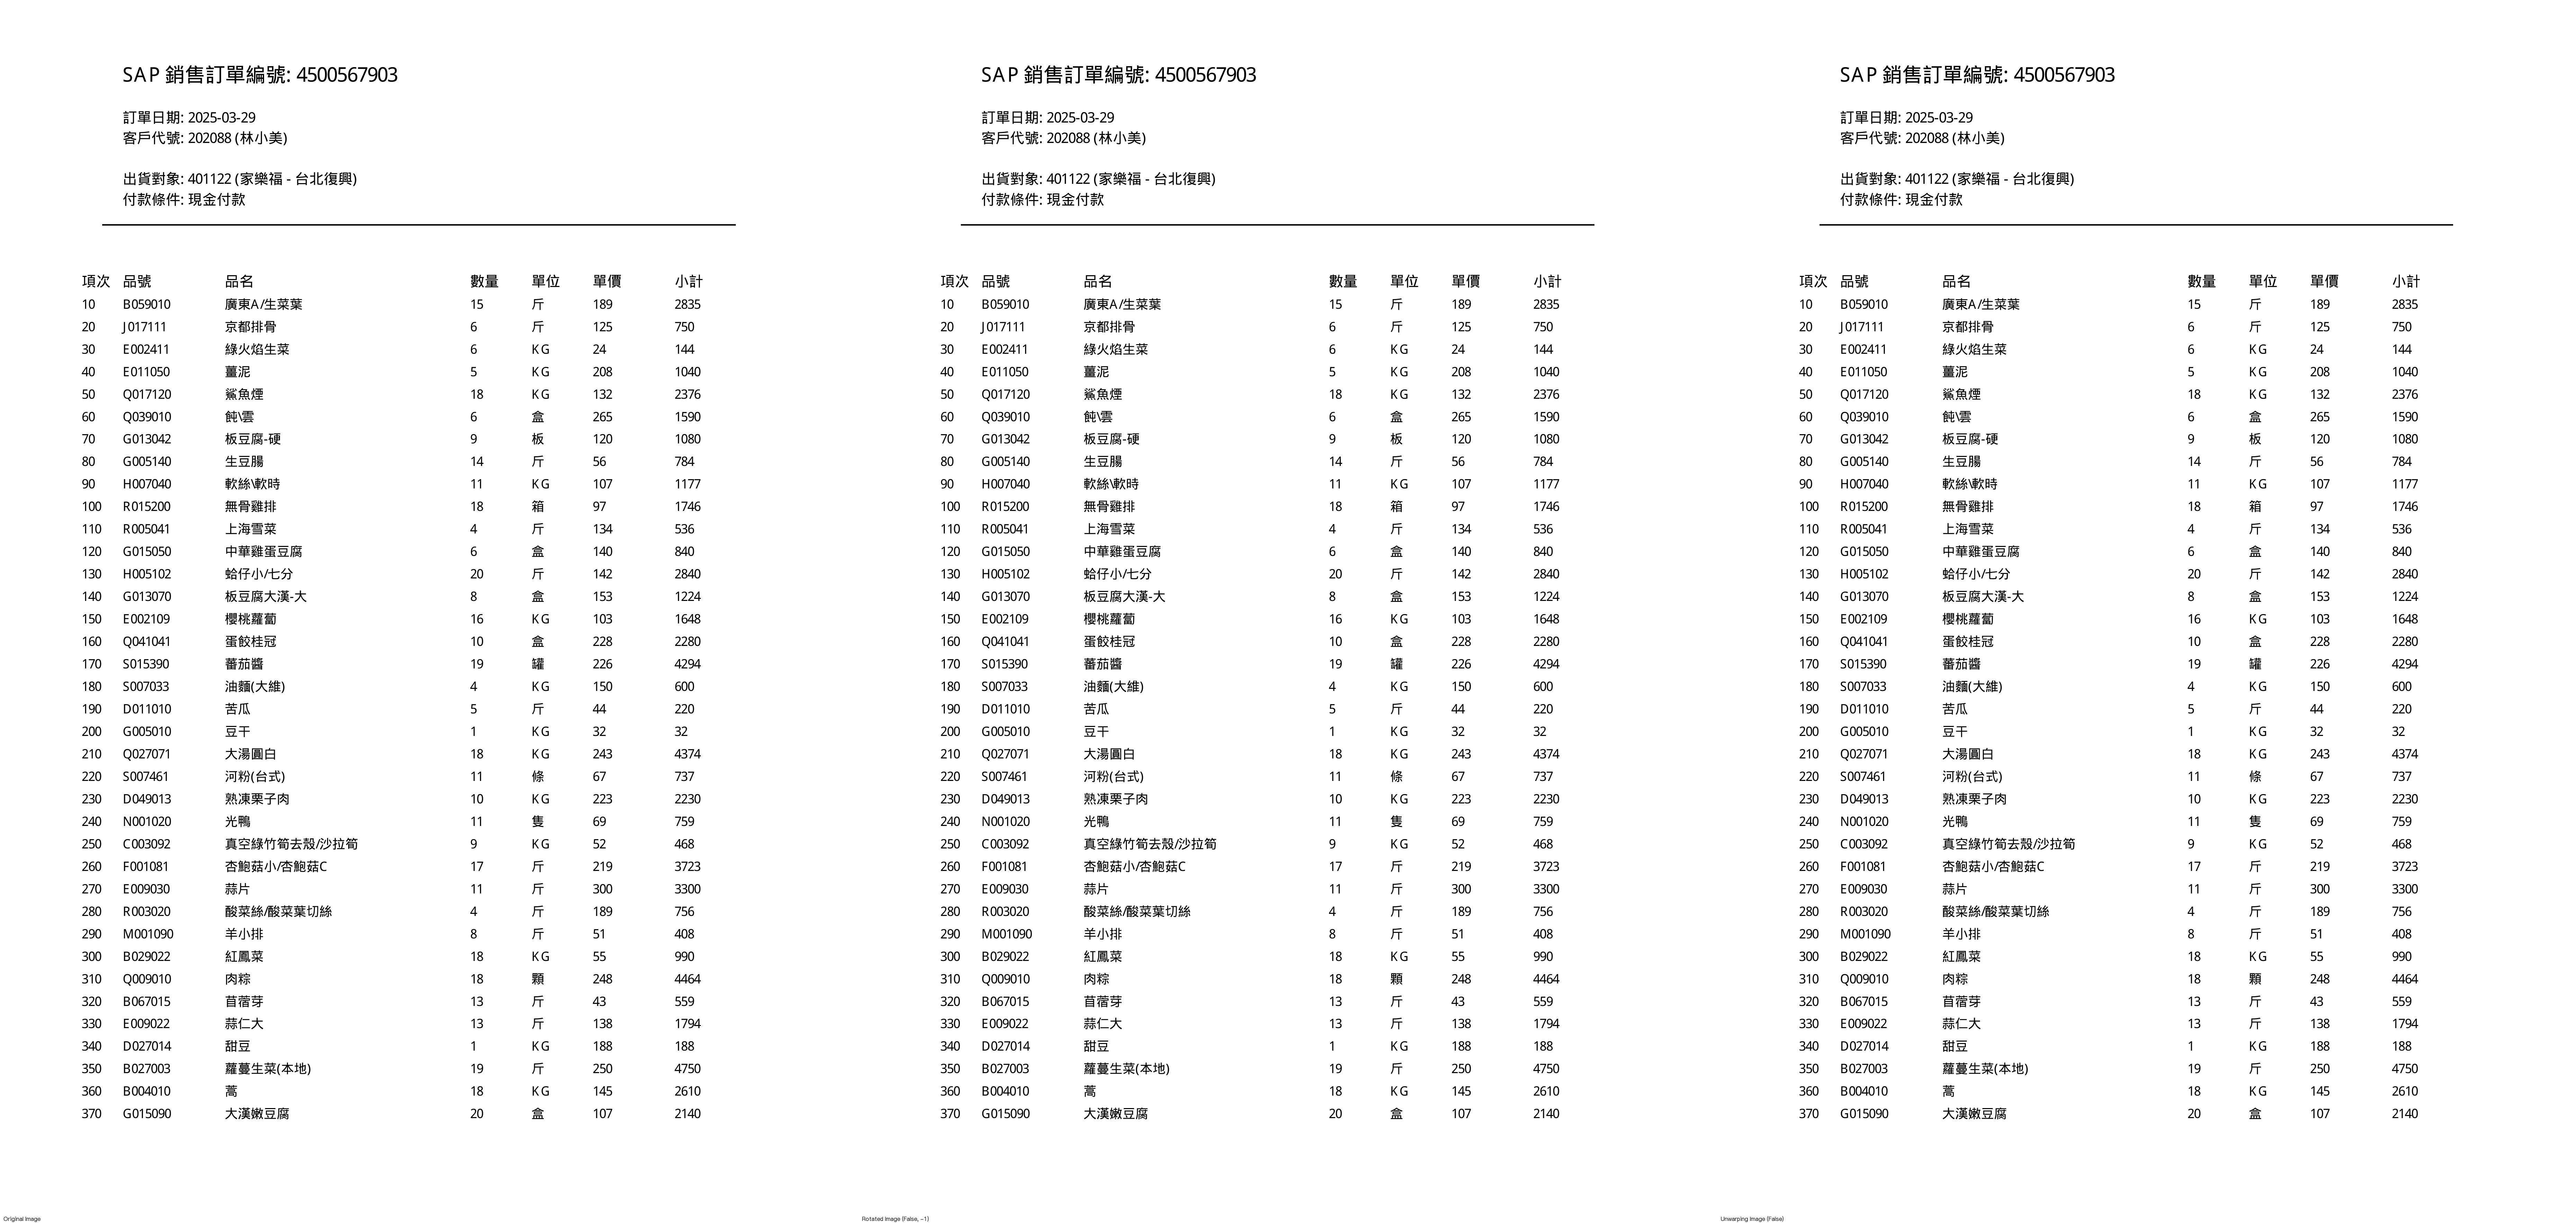 SAP 銷售訂單編號: 4500567903
訂單日期: 2025-03-29
客戶代號: 202088 (林小美)
出貨對象: 401122 (家樂福 - 台北復興)
付款條件: 現金付款
項次 品號 品名 數量 單位 單價 小計
10 B059010 廣東A/生菜葉 15 斤 189 2835
20 J017111 京都排骨 6 斤 125 750
30 E002411 綠火焰生菜 6 KG 24 144
40 E011050 薑泥 5 KG 208 1040
50 Q017120 鯊魚煙 18 KG 132 2376
60 Q039010 飩\雲 6 盒 265 1590
70 G013042 板豆腐-硬 9 板 120 1080
80 G005140 生豆腸 14 斤 56 784
90 H007040 軟絲\軟時 11 KG 107 1177
100 R015200 無骨雞排 18 箱 97 1746
110 R005041 上海雪菜 4 斤 134 536
120 G015050 中華雞蛋豆腐 6 盒 140 840
130 H005102 蛤仔小/七分 20 斤 142 2840
140 G013070 板豆腐大漢-大 8 盒 153 1224
150 E002109 櫻桃蘿蔔 16 KG 103 1648
160 Q041041 蛋餃桂冠 10 盒 228 2280
170 S015390 蕃茄醬 19 罐 226 4294
180 S007033 油麵(大維) 4 KG 150 600
190 D011010 苦瓜 5 斤 44 220
200 G005010 豆干 1 KG 32 32
210 Q027071 大湯圓白 18 KG 243 4374
220 S007461 河粉(台式) 11 條 67 737
230 D049013 熟凍栗子肉 10 KG 223 2230
240 N001020 光鴨 11 隻 69 759
250 C003092 真空綠竹筍去殼/沙拉筍 9 KG 52 468
260 F001081 杏鮑菇小/杏鮑菇C 17 斤 219 3723
270 E009030 蒜片 11 斤 300 3300
280 R003020 酸菜絲/酸菜葉切絲 4 斤 189 756
290 M001090 羊小排 8 斤 51 408
300 B029022 紅鳳菜 18 KG 55 990
310 Q009010 肉粽 18 顆 248 4464
320 B067015 苜蓿芽 13 斤 43 559
330 E009022 蒜仁大 13 斤 138 1794
340 D027014 甜豆 1 KG 188 188
350 B027003 蘿蔓生菜(本地) 19 斤 250 4750
360 B004010 蒿 18 KG 145 2610
370 G015090 大漢嫩豆腐 20 盒 107 2140
Original Image
SAP 銷售訂單編號: 4500567903
訂單日期: 2025-03-29
客戶代號: 202088 (林小美)
出貨對象: 401122 (家樂福 - 台北復興)
付款條件: 現金付款
項次 品號 品名 數量 單位 單價 小計
10 B059010 廣東A/生菜葉 15 斤 189 2835
20 J017111 京都排骨 6 斤 125 750
30 E002411 綠火焰生菜 6 KG 24 144
40 E011050 薑泥 5 KG 208 1040
50 Q017120 鯊魚煙 18 KG 132 2376
60 Q039010 飩\雲 6 盒 265 1590
70 G013042 板豆腐-硬 9 板 120 1080
80 G005140 生豆腸 14 斤 56 784
90 H007040 軟絲\軟時 11 KG 107 1177
100 R015200 無骨雞排 18 箱 97 1746
110 R005041 上海雪菜 4 斤 134 536
120 G015050 中華雞蛋豆腐 6 盒 140 840
130 H005102 蛤仔小/七分 20 斤 142 2840
140 G013070 板豆腐大漢-大 8 盒 153 1224
150 E002109 櫻桃蘿蔔 16 KG 103 1648
160 Q041041 蛋餃桂冠 10 盒 228 2280
170 S015390 蕃茄醬 19 罐 226 4294
180 S007033 油麵(大維) 4 KG 150 600
190 D011010 苦瓜 5 斤 44 220
200 G005010 豆干 1 KG 32 32
210 Q027071 大湯圓白 18 KG 243 4374
220 S007461 河粉(台式) 11 條 67 737
230 D049013 熟凍栗子肉 10 KG 223 2230
240 N001020 光鴨 11 隻 69 759
250 C003092 真空綠竹筍去殼/沙拉筍 9 KG 52 468
260 F001081 杏鮑菇小/杏鮑菇C 17 斤 219 3723
270 E009030 蒜片 11 斤 300 3300
280 R003020 酸菜絲/酸菜葉切絲 4 斤 189 756
290 M001090 羊小排 8 斤 51 408
300 B029022 紅鳳菜 18 KG 55 990
310 Q009010 肉粽 18 顆 248 4464
320 B067015 苜蓿芽 13 斤 43 559
330 E009022 蒜仁大 13 斤 138 1794
340 D027014 甜豆 1 KG 188 188
350 B027003 蘿蔓生菜(本地) 19 斤 250 4750
360 B004010 蒿 18 KG 145 2610
370 G015090 大漢嫩豆腐 20 盒 107 2140
Rotated Image (False, -1)
SAP 銷售訂單編號: 4500567903
訂單日期: 2025-03-29
客戶代號: 202088 (林小美)
出貨對象: 401122 (家樂福 - 台北復興)
付款條件: 現金付款
項次 品號 品名 數量 單位 單價 小計
10 B059010 廣東A/生菜葉 15 斤 189 2835
20 J017111 京都排骨 6 斤 125 750
30 E002411 綠火焰生菜 6 KG 24 144
40 E011050 薑泥 5 KG 208 1040
50 Q017120 鯊魚煙 18 KG 132 2376
60 Q039010 飩\雲 6 盒 265 1590
70 G013042 板豆腐-硬 9 板 120 1080
80 G005140 生豆腸 14 斤 56 784
90 H007040 軟絲\軟時 11 KG 107 1177
100 R015200 無骨雞排 18 箱 97 1746
110 R005041 上海雪菜 4 斤 134 536
120 G015050 中華雞蛋豆腐 6 盒 140 840
130 H005102 蛤仔小/七分 20 斤 142 2840
140 G013070 板豆腐大漢-大 8 盒 153 1224
150 E002109 櫻桃蘿蔔 16 KG 103 1648
160 Q041041 蛋餃桂冠 10 盒 228 2280
170 S015390 蕃茄醬 19 罐 226 4294
180 S007033 油麵(大維) 4 KG 150 600
190 D011010 苦瓜 5 斤 44 220
200 G005010 豆干 1 KG 32 32
210 Q027071 大湯圓白 18 KG 243 4374
220 S007461 河粉(台式) 11 條 67 737
230 D049013 熟凍栗子肉 10 KG 223 2230
240 N001020 光鴨 11 隻 69 759
250 C003092 真空綠竹筍去殼/沙拉筍 9 KG 52 468
260 F001081 杏鮑菇小/杏鮑菇C 17 斤 219 3723
270 E009030 蒜片 11 斤 300 3300
280 R003020 酸菜絲/酸菜葉切絲 4 斤 189 756
290 M001090 羊小排 8 斤 51 408
300 B029022 紅鳳菜 18 KG 55 990
310 Q009010 肉粽 18 顆 248 4464
320 B067015 苜蓿芽 13 斤 43 559
330 E009022 蒜仁大 13 斤 138 1794
340 D027014 甜豆 1 KG 188 188
350 B027003 蘿蔓生菜(本地) 19 斤 250 4750
360 B004010 蒿 18 KG 145 2610
370 G015090 大漢嫩豆腐 20 盒 107 2140
Unwarping Image (False)